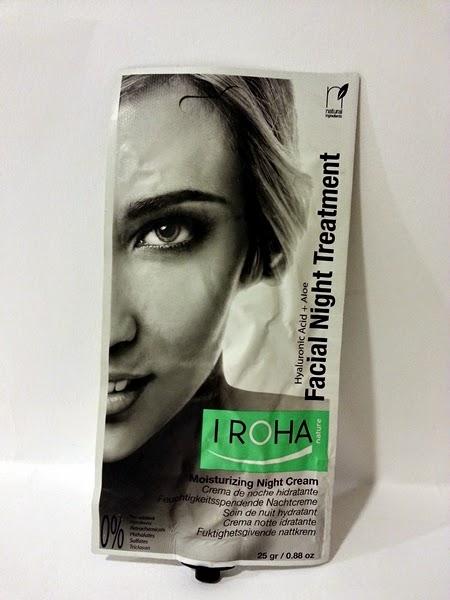 natural
ingredients
Facial Night Treatment
Hyaluronic Acid + Aloe
IROHA
nature
Moisturizing Night Cream
Crema de noche hidratante
Feuchtigkeitsspendende Nachtcreme
Soin de nuit hydratant
Crema notte idratante
Fuktighetsgivende nattkrem
0%
Petrochemicals
Phthalates
Sulfates
Triclosan
25 gr / 0.88 oz